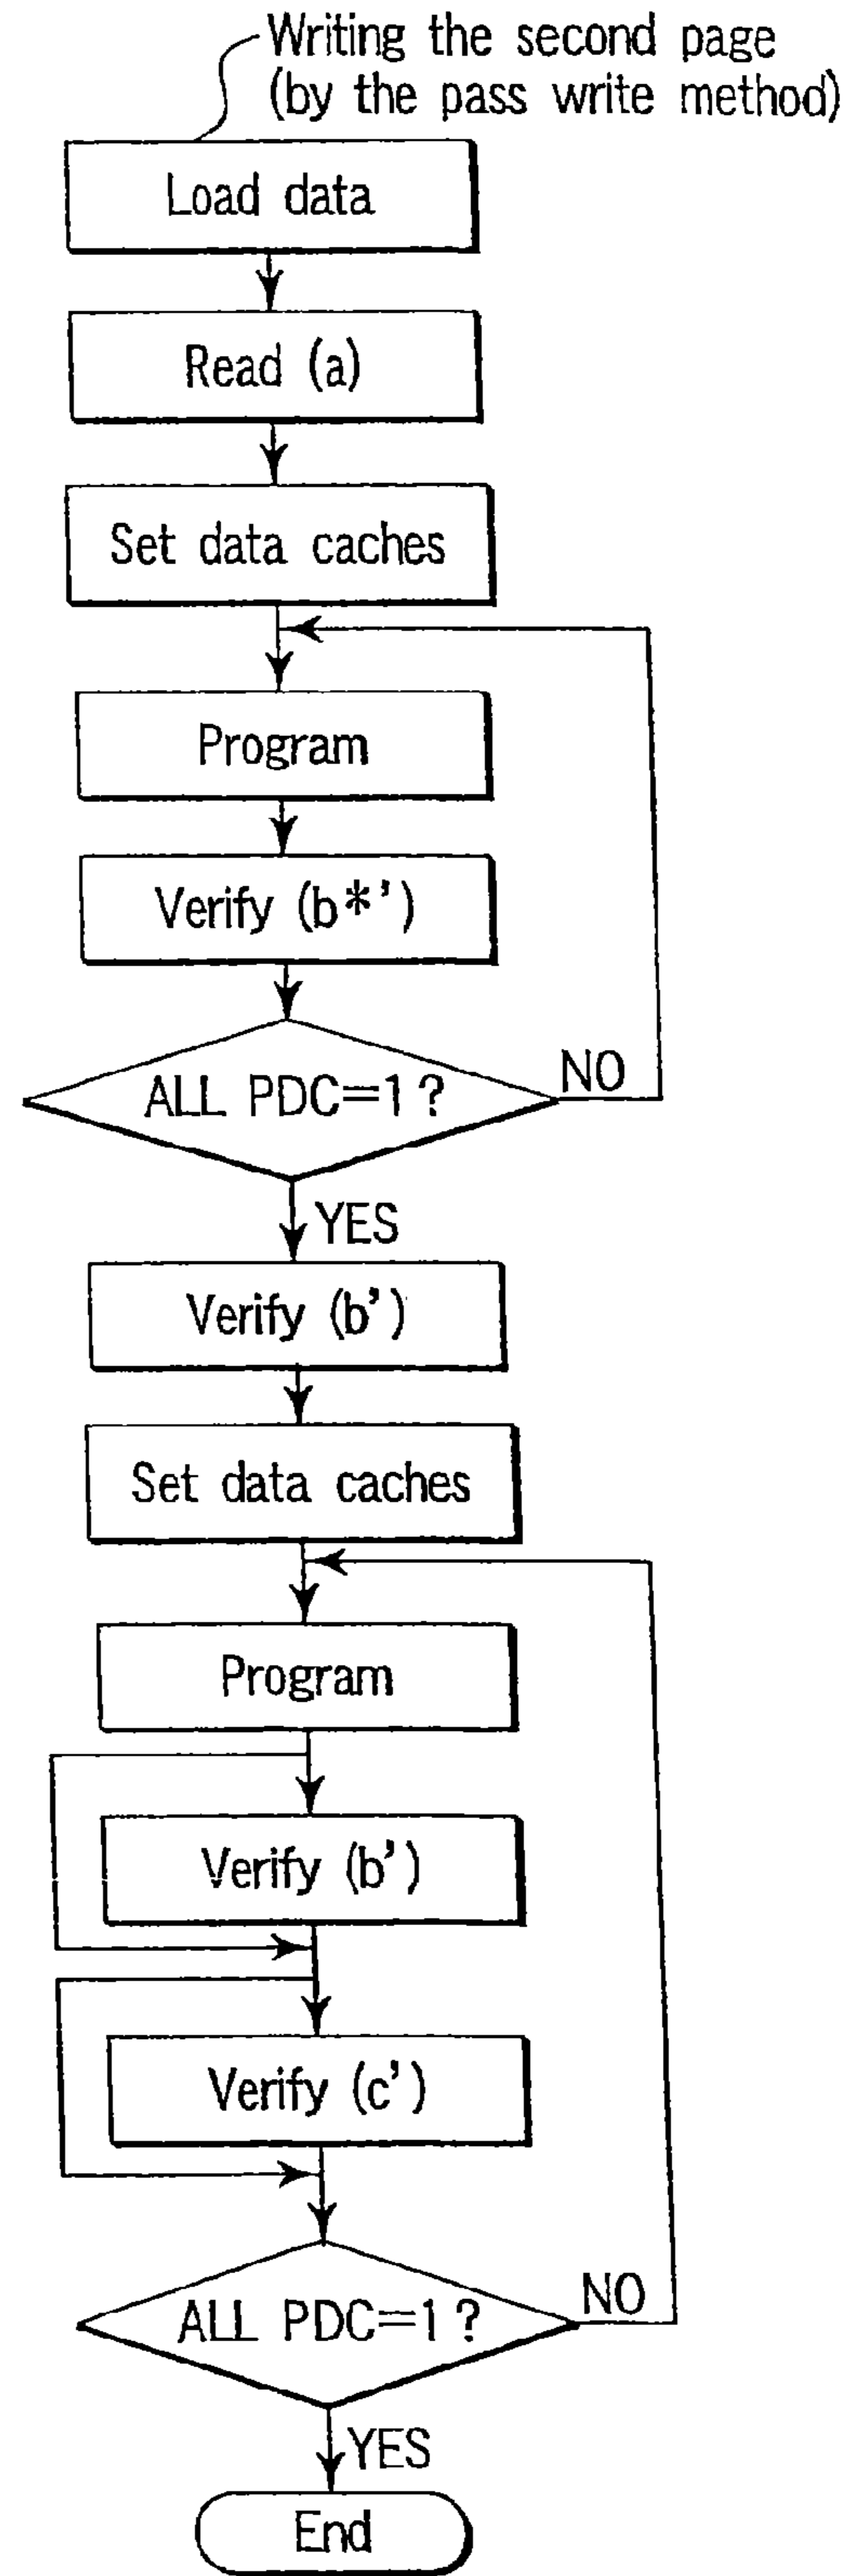 Writing the second page
(by the pass write method)
Load data
Read (a)
Set data caches
Program
Verify (b*')
ALL PDC=1?
NO
YES
Verify (b')
Set data caches
Program
Verify (b')
Verify (c')
ALL PDC=1?
NO
YES
End